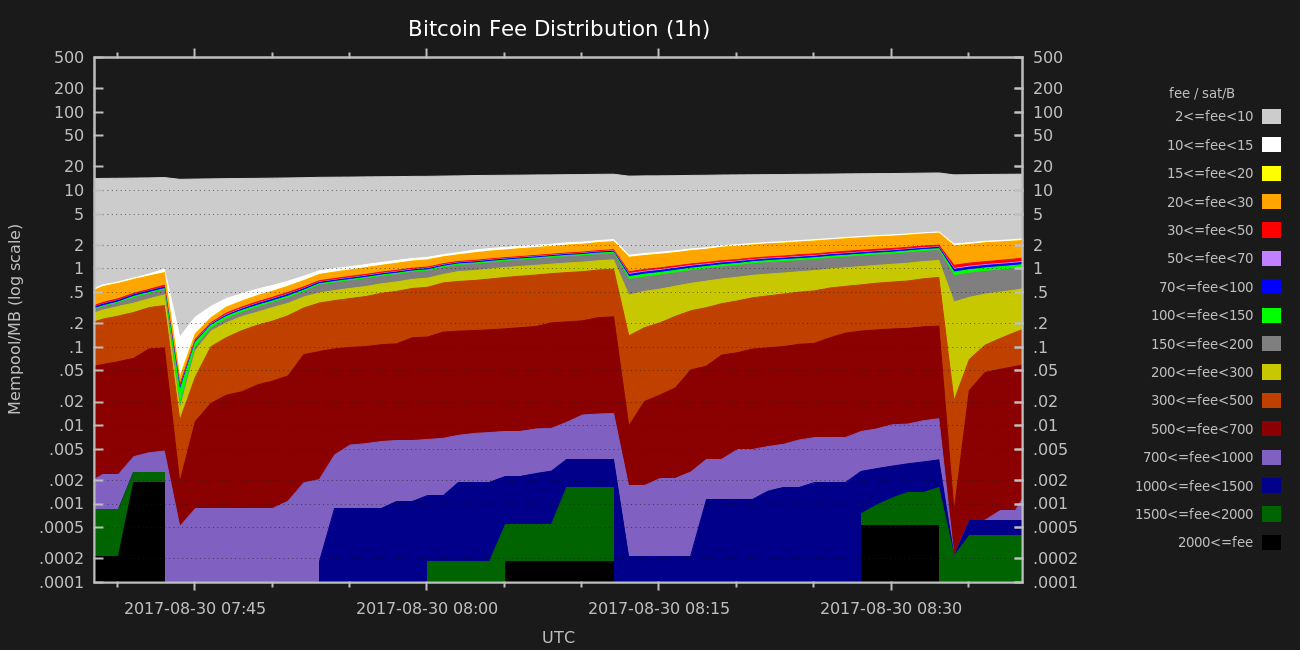 Bitcoin Fee Distribution (1h)
500
200
100
50
20
10
5
2
1
.5
.2
.1
.05
.02
.01
.005
.002
.001
.0005
.0002
.0001
Mempool/MB (log scale)
500
200
100
50
20
10
5
2
1
.5
.2
.1
.05
.02
.01
.005
.002
.001
.0005
.0002
.0001
2017-08-30 07:45
2017-08-30 08:00
2017-08-30 08:15
2017-08-30 08:30
UTC
fee / sat/B
2<=fee<10
10<=fee<15
15<=fee<20
20<=fee<30
30<=fee<50
50<=fee<70
70<=fee<100
100<=fee<150
150<=fee<200
200<=fee<300
300<=fee<500
500<=fee<700
700<=fee<1000
1000<=fee<1500
1500<=fee<2000
2000<=fee